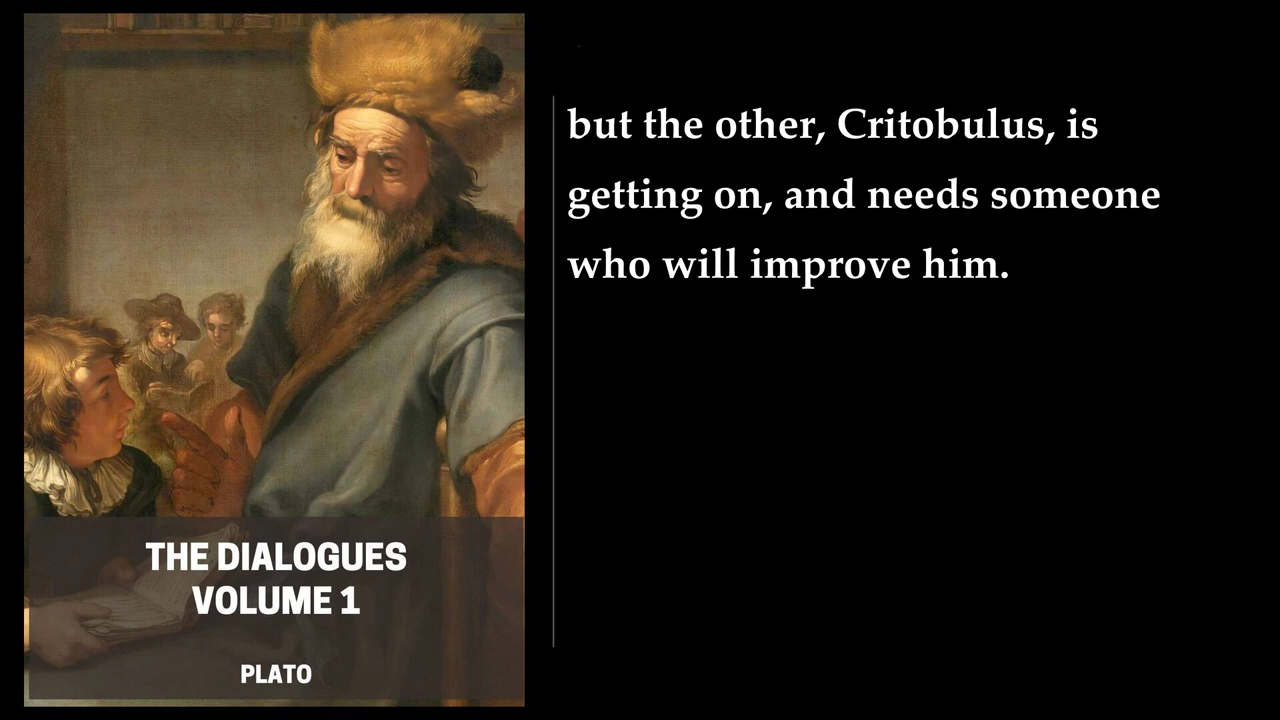 but the other, Critobulus, is
getting on, and needs someone
who will improve him.
THE DIALOGUES
VOLUME 1
PLATO